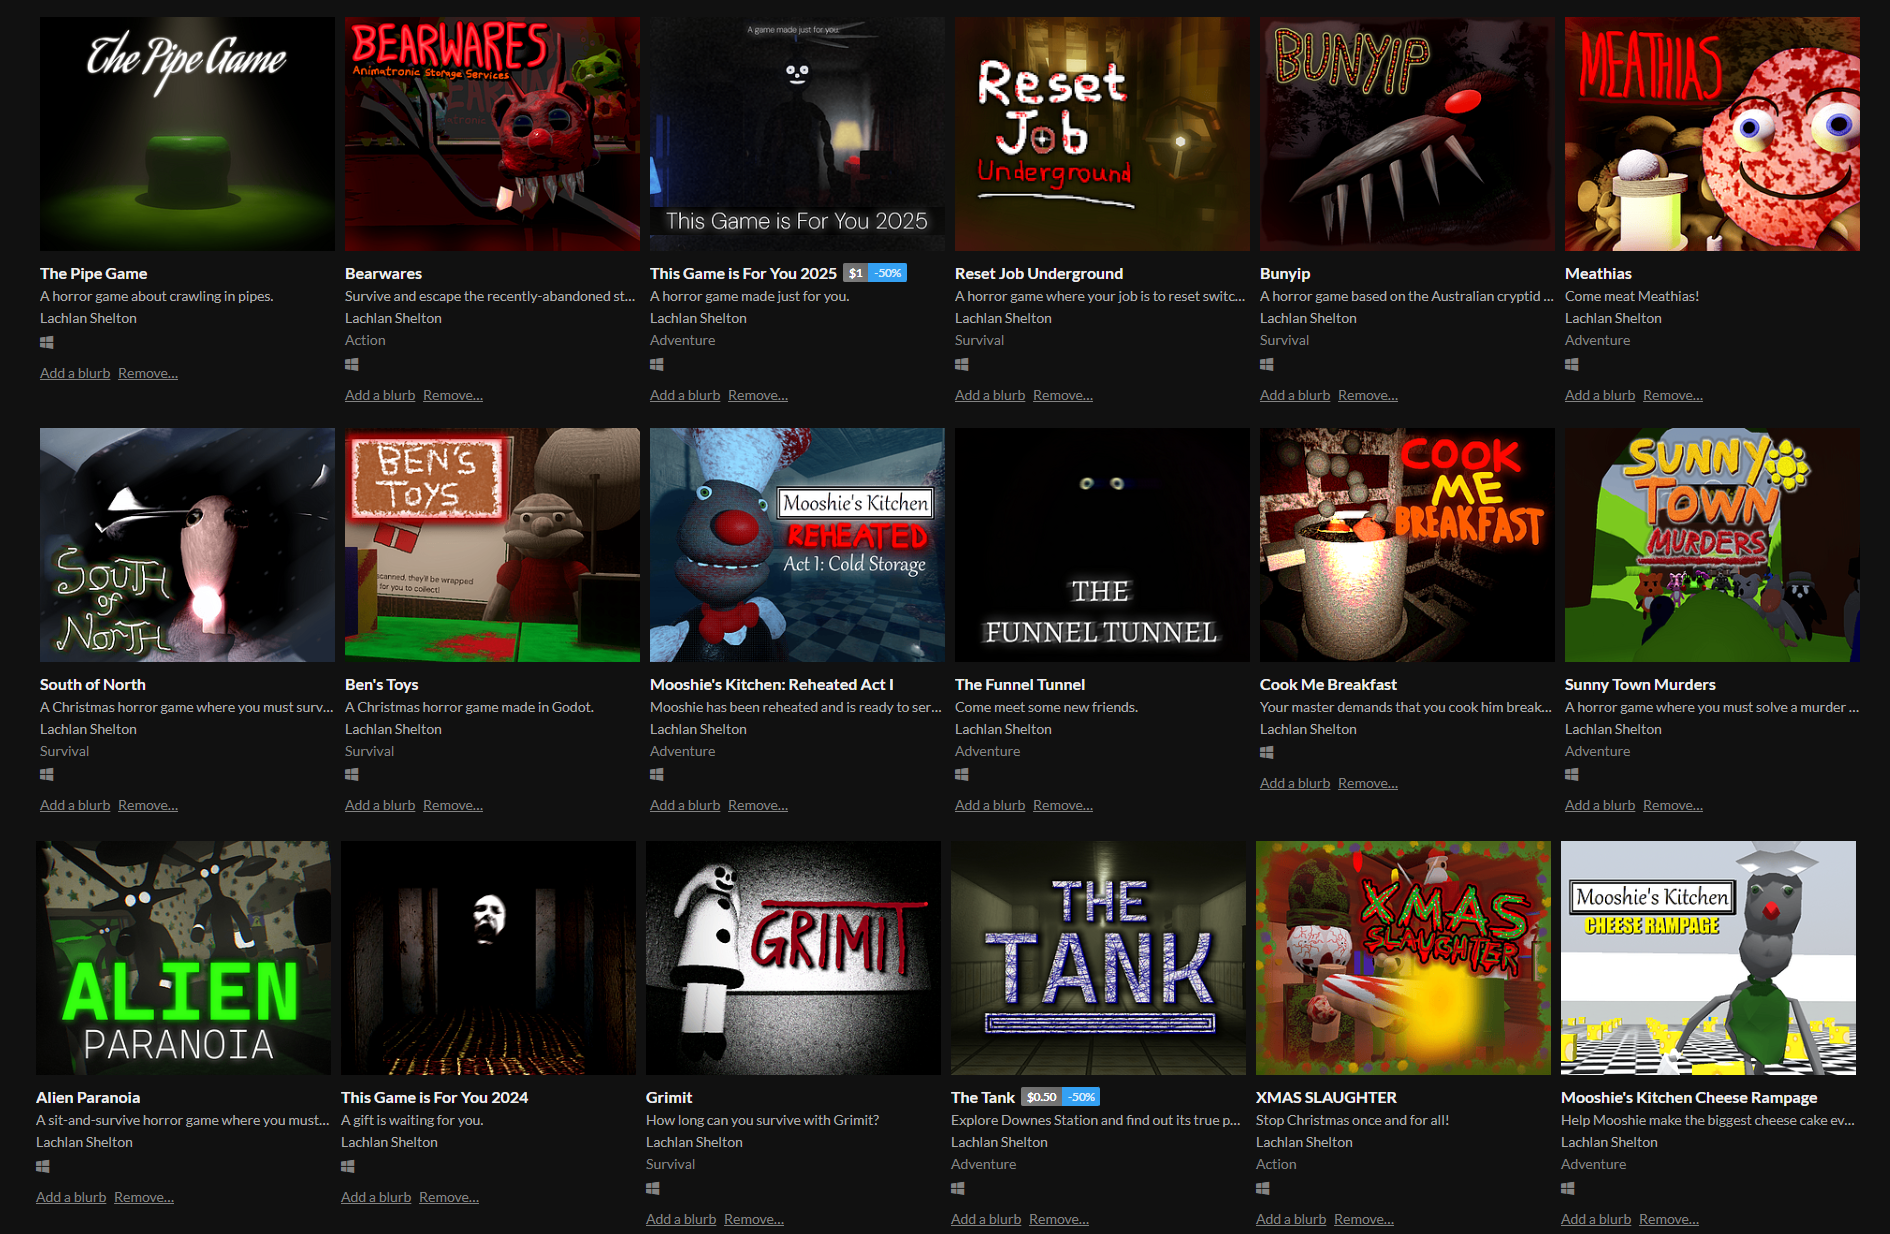 The Pipe Game
The Pipe Game
A horror game about crawling in pipes.
Lachlan Shelton
Add a blurb Remove...
BEARWARES
Animatronic Storage Services
Bearwares
Survive and escape the recently-abandoned st...
Lachlan Shelton
Action
Add a blurb Remove...
A game made just for you.
This Game is For You 2025
This Game is For You 2025 $1 -50%
A horror game made just for you.
Lachlan Shelton
Adventure
Add a blurb Remove...
Reset
Job
Underground
Reset Job Underground
A horror game where your job is to reset switc...
Lachlan Shelton
Survival
Add a blurb Remove...
BUNYIP
Bunyip
A horror game based on the Australian cryptid ...
Lachlan Shelton
Survival
Add a blurb Remove...
MEATHIAS
Meathias
Come meat Meathias!
Lachlan Shelton
Adventure
Add a blurb Remove...
SOUTH
of
NORTH
South of North
A Christmas horror game where you must surv...
Lachlan Shelton
Survival
Add a blurb Remove...
BEN'S
TOYS
scanned, they'll be wrapped
for you to collect!
Ben's Toys
A Christmas horror game made in Godot.
Lachlan Shelton
Survival
Add a blurb Remove...
Mooshie's Kitchen
REHEATED
Act I: Cold Storage
Mooshie's Kitchen: Reheated Act I
Mooshie has been reheated and is ready to ser...
Lachlan Shelton
Adventure
Add a blurb Remove...
THE
FUNNEL TUNNEL
The Funnel Tunnel
Come meet some new friends.
Lachlan Shelton
Adventure
Add a blurb Remove...
COOK
ME
BREAKFAST
Cook Me Breakfast
Your master demands that you cook him break...
Lachlan Shelton
Add a blurb Remove...
SUNNY
TOWN
MURDERS
Sunny Town Murders
A horror game where you must solve a murder ...
Lachlan Shelton
Adventure
Add a blurb Remove...
ALIEN
PARANOIA
Alien Paranoia
A sit-and-survive horror game where you must...
Lachlan Shelton
Add a blurb Remove...
This Game is For You 2024
A gift is waiting for you.
Lachlan Shelton
Add a blurb Remove...
GRIMIT
Grimit
How long can you survive with Grimit?
Lachlan Shelton
Survival
Add a blurb Remove...
THE
TANK
The Tank $0.50 -50%
Explore Downes Station and find out its true p...
Lachlan Shelton
Adventure
Add a blurb Remove...
XMAS
SLAUGHTER
XMAS SLAUGHTER
Stop Christmas once and for all!
Lachlan Shelton
Action
Add a blurb Remove...
Mooshie's Kitchen
CHEESE RAMPAGE
Mooshie's Kitchen Cheese Rampage
Help Mooshie make the biggest cheese cake ev...
Lachlan Shelton
Adventure
Add a blurb Remove...